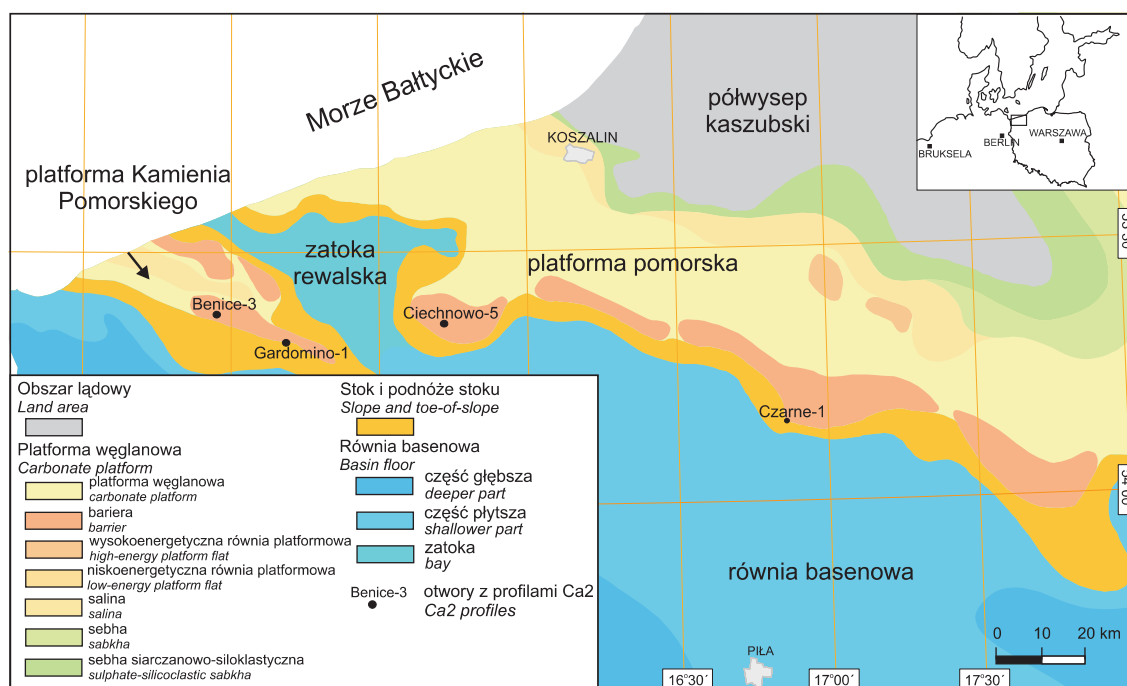 Morze Bałtyckie
półwysep
kaszubski
KOSZALIN
BRUKSELA
BERLIN
WARSZAWA
platforma Kamienia
Pomorskiego
zatoka
rewalska
platforma pomorska
Benice-3
Gardomino-1
Ciechnowo-5
Czarne-1
równia basenowa
PIŁA
0 10 20 km
16°30´
17°00´
17°30´
54°00
Obszar lądowy
Land area
Platforma węglanowa
Carbonate platform
platforma węglanowa
carbonate platform
bariera
barrier
wysokoenergetyczna równia platformowa
high-energy platform flat
niskoenergetyczna równia platformowa
low-energy platform flat
salina
salina
sebha
sabkha
sebha siarczanowo-siloklastyczna
sulphate-silicoclastic sabkha
Stok i podnóże stoku
Slope and toe-of-slope
Równia basenowa
Basin floor
część głębsza
deeper part
część płytsza
shallower part
zatoka
bay
Benice-3
otwory z profilami Ca2
Ca2 profiles